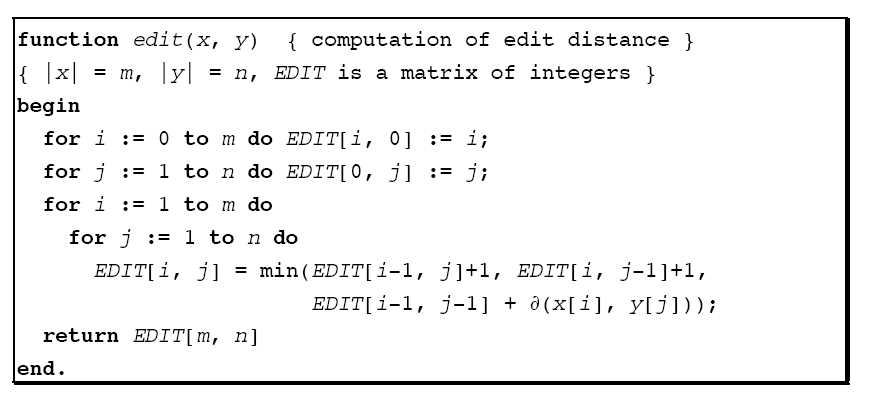 function edit(x, y)  { computation of edit distance }
{ |x| = m, |y| = n, EDIT is a matrix of integers }
begin
  for i := 0 to m do EDIT[i, 0] := i;
  for j := 1 to n do EDIT[0, j] := j;
  for i := 1 to m do
    for j := 1 to n do
      EDIT[i, j] = min(EDIT[i-1, j]+1, EDIT[i, j-1]+1,
                       EDIT[i-1, j-1] + ∂(x[i], y[j]));
  return EDIT[m, n]
end.